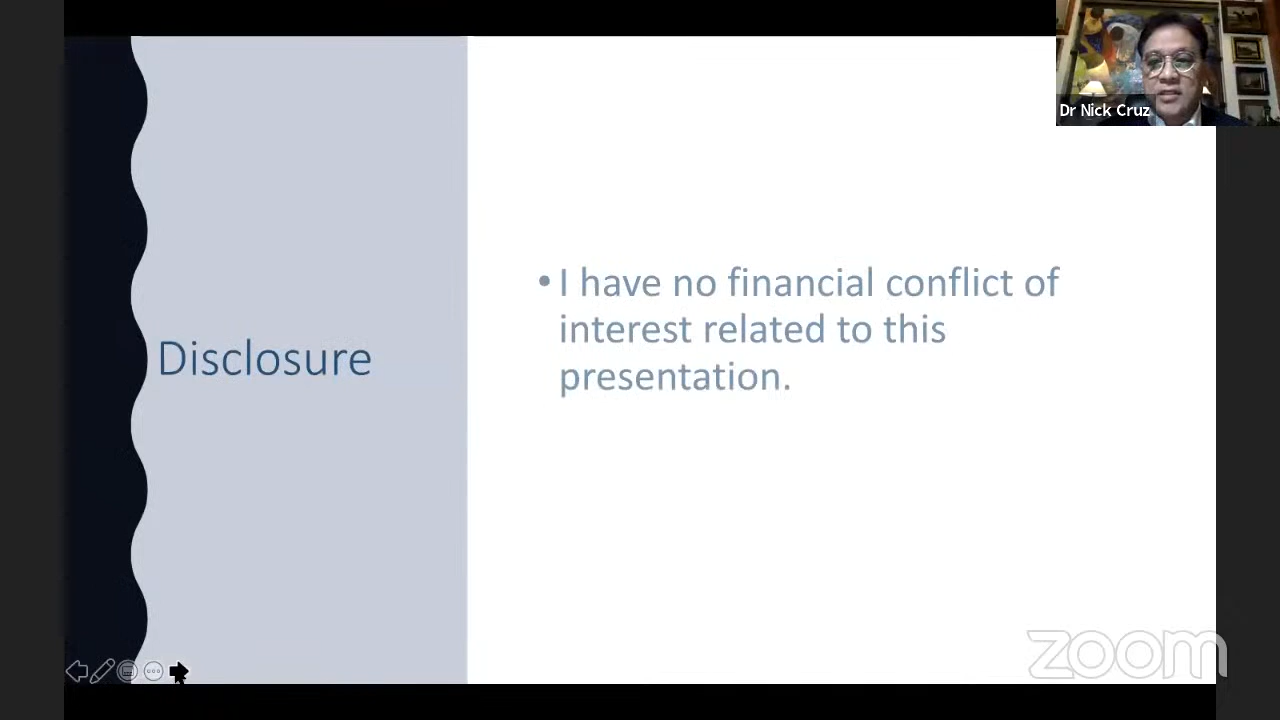 Dr Nick Cruz
Disclosure
• I have no financial conflict of
interest related to this
presentation.
zoom